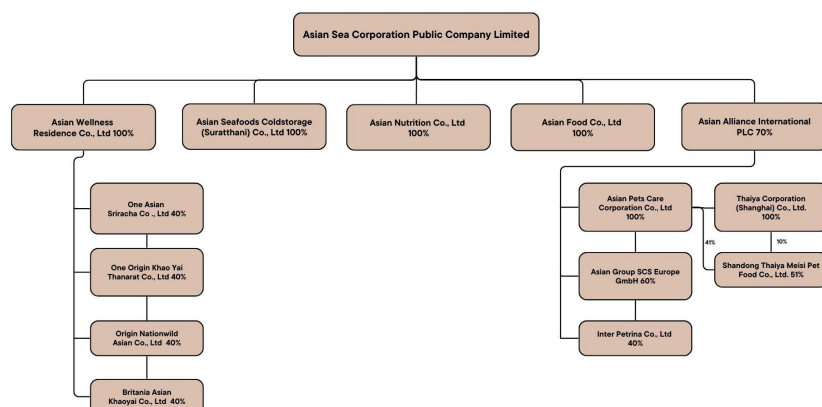 Asian Sea Corporation Public Company Limited
Asian Wellness
Residence Co., Ltd 100%
Asian Seafoods Coldstorage
(Suratthani) Co., Ltd 100%
Asian Nutrition Co., Ltd
100%
Asian Food Co., Ltd
100%
Asian Alliance International
PLC 70%
One Asian
Sriracha Co ., Ltd 40%
Asian Pets Care
Corporation Co., Ltd
100%
Thaiya Corporation
(Shanghai) Co., Ltd.
100%
41%
10%
One Origin Khao Yai
Thanarat Co., Ltd 40%
Asian Group SCS Europe
GmbH 60%
Shandong Thaiya Meisi Pet
Food Co., Ltd. 51%
Origin Nationwild
Asian Co., Ltd 40%
Inter Petrina Co., Ltd
40%
Britania Asian
Khaoyai Co., Ltd 40%